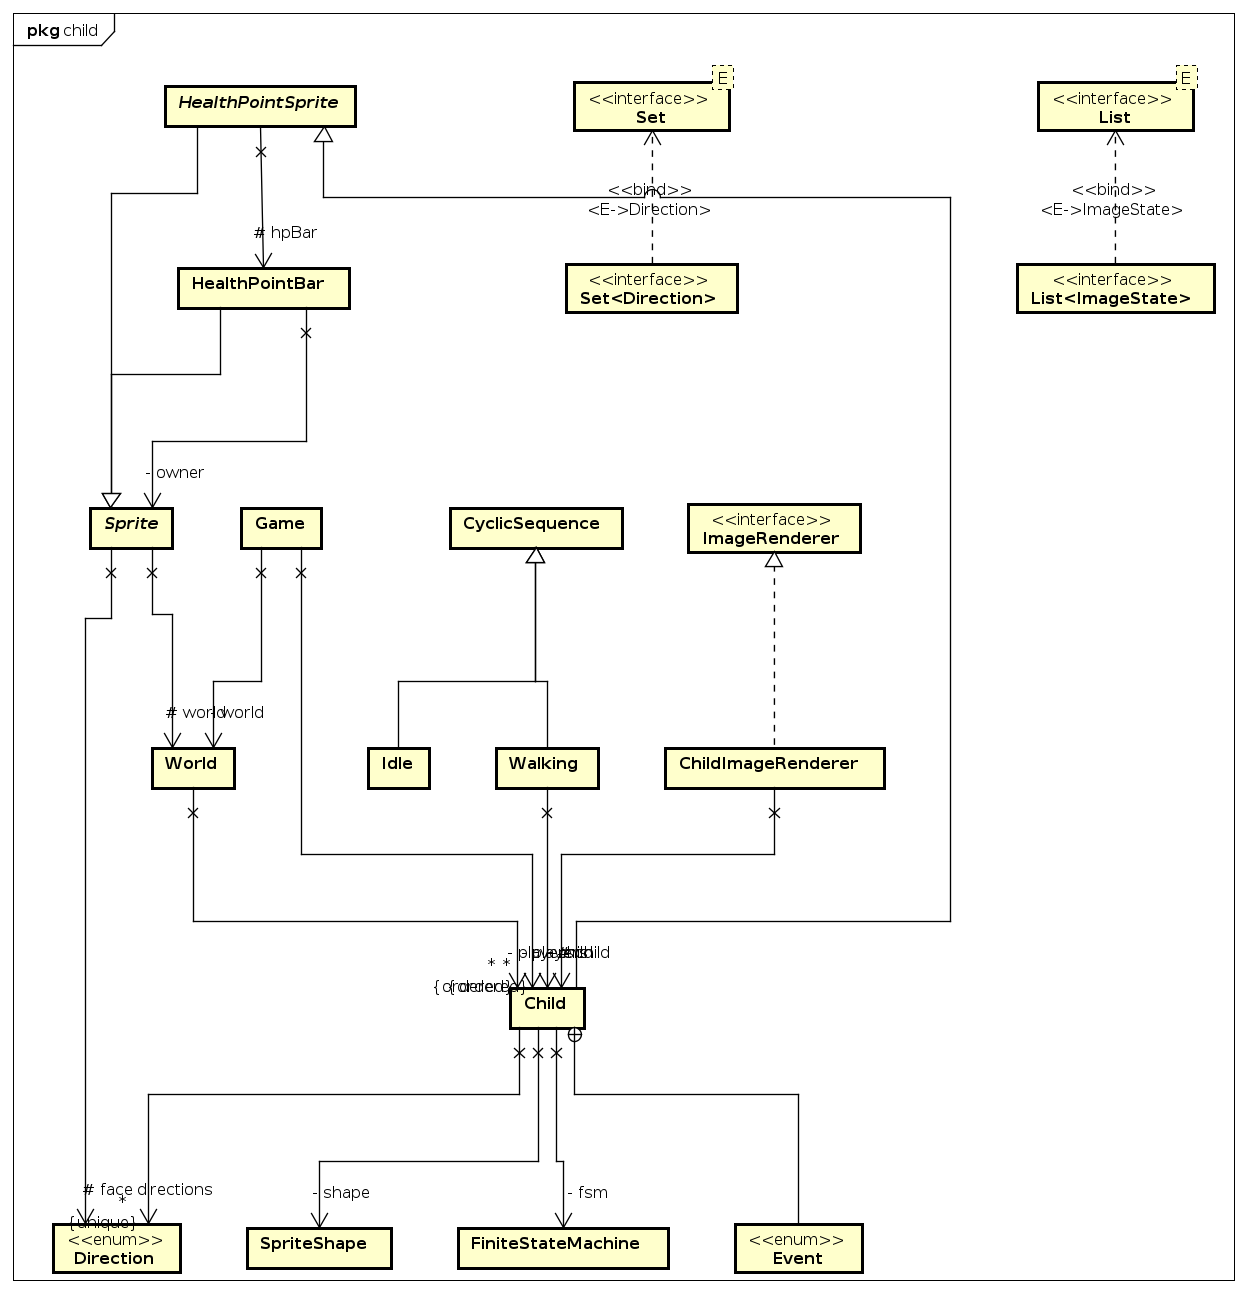 pkg child
HealthPointSprite
E
<<interface>>
Set
E
<<interface>>
List
<<bind>>
<E->Direction>
<<bind>>
<E->ImageState>
# hpBar
HealthPointBar
<<interface>>
Set<Direction>
<<interface>>
List<ImageState>
- owner
Sprite
Game
CyclicSequence
<<interface>>
ImageRenderer
# world
- world
World
Idle
Walking
ChildImageRenderer
child
* *
{ordered}
Child
# face
directions
*
{unique}
- shape
- fsm
<<enum>>
Direction
SpriteShape
FiniteStateMachine
<<enum>>
Event